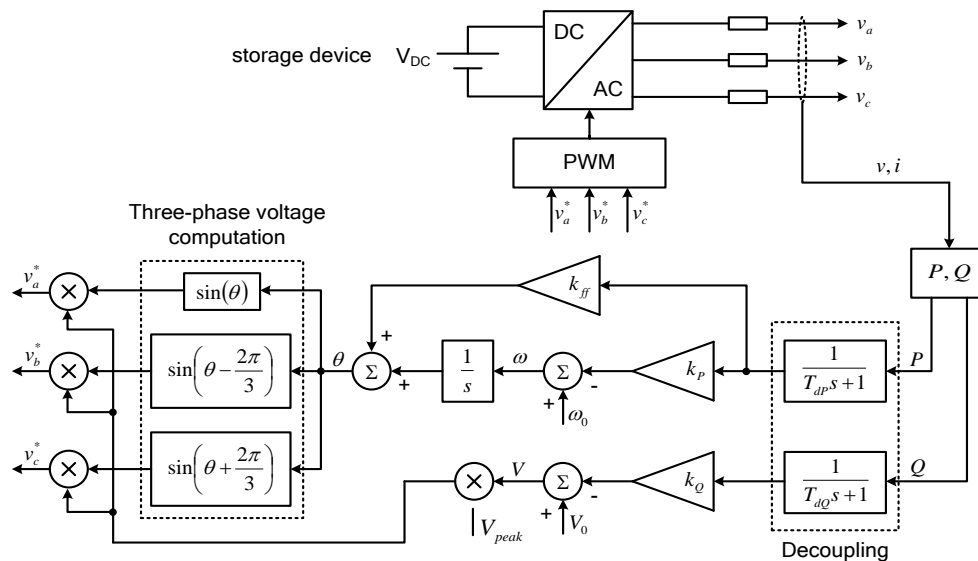 storage device
V_DC
DC
AC
v_a
v_b
v_c
PWM
v, i
v_a^*
v_b^*
v_c^*
Three-phase voltage
computation
P, Q
k_ff
v_a^*
×
sin(θ)
+
v_b^*
×
sin(θ − 2π/3)
θ
Σ
+
1/s
ω
Σ
-
+
ω_0
k_P
1/(T_dP s + 1)
P
v_c^*
×
sin(θ + 2π/3)
×
V
Σ
-
+
V_0
V_peak
k_Q
1/(T_dQ s + 1)
Q
Decoupling